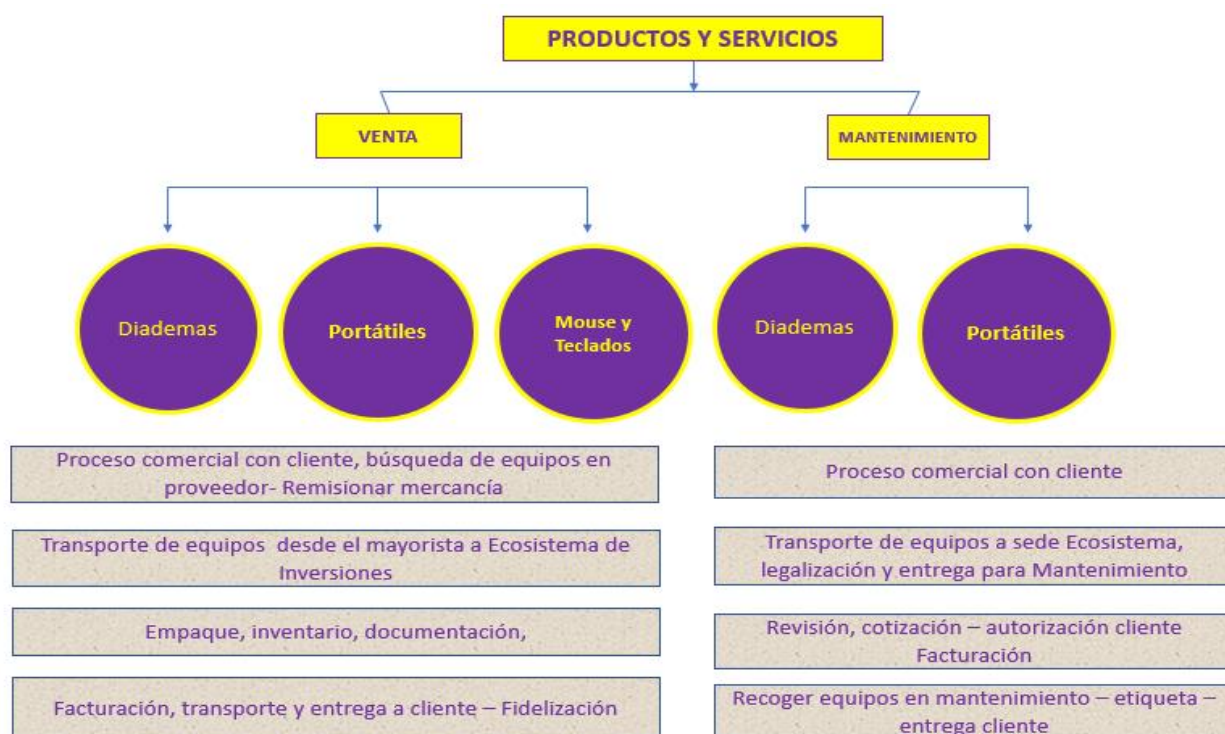 PRODUCTOS Y SERVICIOS
VENTA
MANTENIMIENTO
Diademas
Portátiles
Mouse y
Teclados
Diademas
Portátiles
Proceso comercial con cliente, búsqueda de equipos en
proveedor- Remisionar mercancía
Transporte de equipos desde el mayorista a Ecosistema de
Inversiones
Empaque, inventario, documentación,
Facturación, transporte y entrega a cliente – Fidelización
Proceso comercial con cliente
Transporte de equipos a sede Ecosistema,
legalización y entrega para Mantenimiento
Revisión, cotización – autorización cliente
Facturación
Recoger equipos en mantenimiento – etiqueta –
entrega cliente